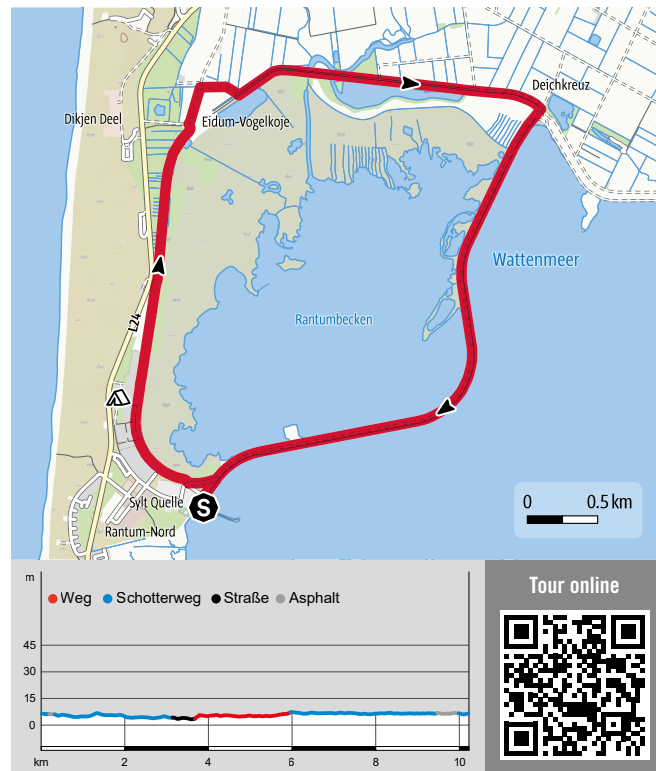 Deichkreuz
Dikjen Deel
Eidum-Vogelkoje
Wattenmeer
Rantumbecken
L24
Sylt Quelle
S
Rantum-Nord
0 0.5 km
m
Weg Schotterweg Straße Asphalt
45
30
15
0
km 2 4 6 8 10
Tour online